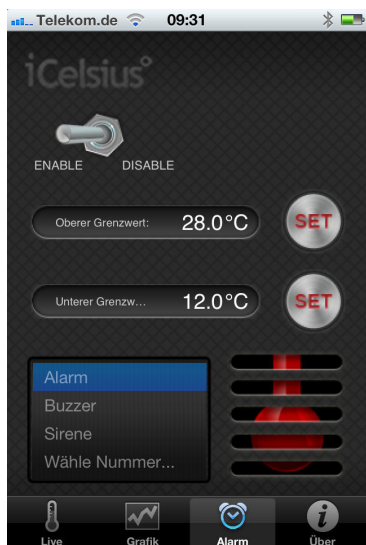 Telekom.de 09:31
iCelsius°
ENABLE DISABLE
Oberer Grenzwert: 28.0°C SET
Unterer Grenzw... 12.0°C SET
Alarm
Buzzer
Sirene
Wähle Nummer...
Live Grafik Alarm Über